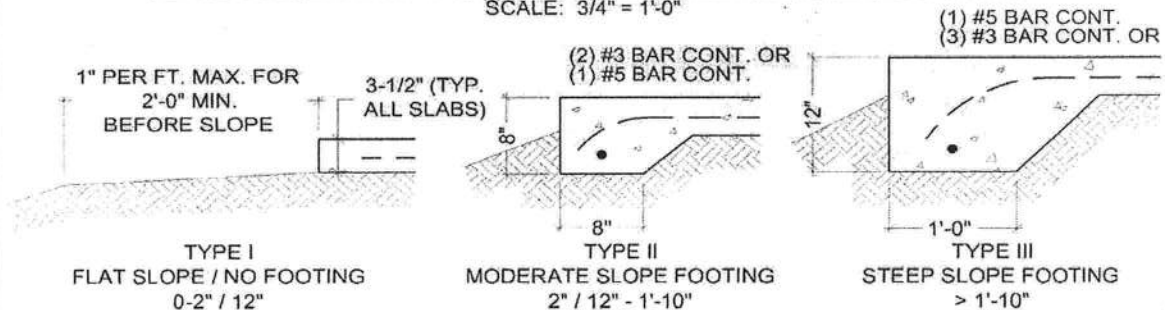 SCALE: 3/4" = 1'-0"
1" PER FT. MAX. FOR
2'-0" MIN.
BEFORE SLOPE
3-1/2" (TYP.
ALL SLABS)
TYPE I
FLAT SLOPE / NO FOOTING
0-2" / 12"
(2) #3 BAR CONT. OR
(1) #5 BAR CONT.
8"
8"
TYPE II
MODERATE SLOPE FOOTING
2" / 12" - 1'-10"
(1) #5 BAR CONT.
(3) #3 BAR CONT. OR
12"
1'-0"
TYPE III
STEEP SLOPE FOOTING
> 1'-10"